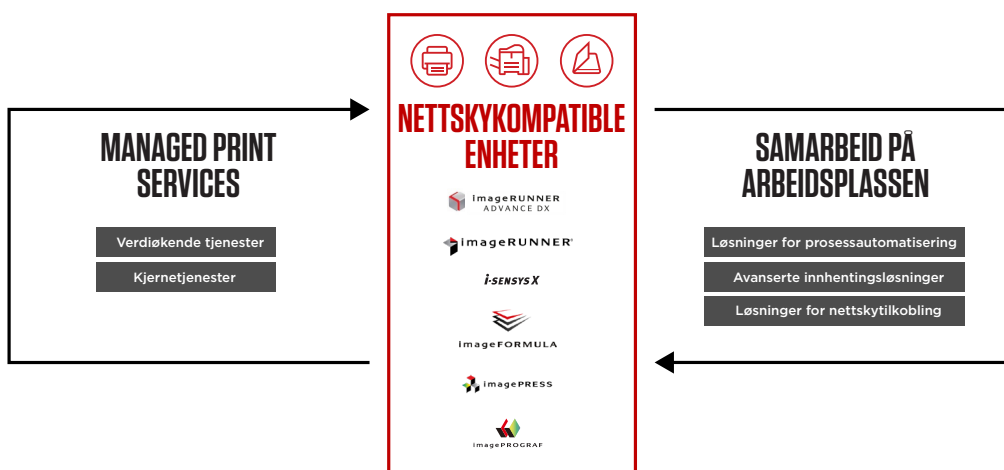 MANAGED PRINT
SERVICES
Verdiøkende tjenester
Kjernetjenester
NETTSKYKOMPATIBLE
ENHETER
imageRUNNER
ADVANCE DX
imageRUNNER®
i-SENSYS X
imageFORMULA
imagePRESS
imagePROGRAF
SAMARBEID PÅ
ARBEIDSPLASSEN
Løsninger for prosessautomatisering
Avanserte innhentingsløsninger
Løsninger for nettskytilkobling